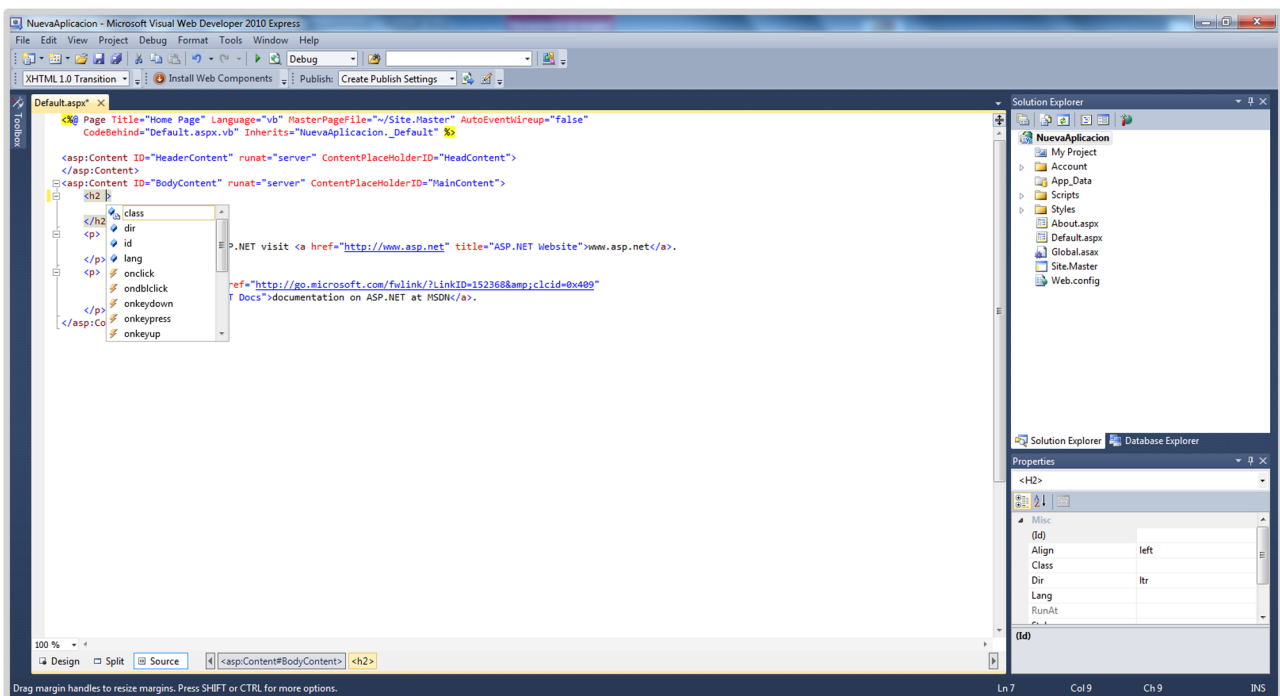 NuevaAplicacion - Microsoft Visual Web Developer 2010 Express
File Edit View Project Debug Format Tools Window Help
Debug
XHTML 1.0 Transition Install Web Components Publish: Create Publish Settings
Toolbox
Default.aspx*
<%@ Page Title="Home Page" Language="vb" MasterPageFile="~/Site.Master" AutoEventWireup="false"
CodeBehind="Default.aspx.vb" Inherits="NuevaAplicacion._Default" %>
<asp:Content ID="HeaderContent" runat="server" ContentPlaceHolderID="HeadContent">
</asp:Content>
<asp:Content ID="BodyContent" runat="server" ContentPlaceHolderID="MainContent">
<h2 >
</h2
<p>
P.NET visit <a href="http://www.asp.net" title="ASP.NET Website">www.asp.net</a>.
</p>
<p>
ref="http://go.microsoft.com/fwlink/?LinkID=152368&amp;clcid=0x409"
T Docs">documentation on ASP.NET at MSDN</a>.
</p>
</asp:Co
class
dir
id
lang
onclick
ondblclick
onkeydown
onkeypress
onkeyup
100 %
Design Split Source <asp:Content#BodyContent> <h2>
Solution Explorer
NuevaAplicacion
My Project
Account
App_Data
Scripts
Styles
About.aspx
Default.aspx
Global.asax
Site.Master
Web.config
Solution Explorer Database Explorer
Properties
<H2>
Misc
(Id)
Align left
Class
Dir ltr
Lang
RunAt
(Id)
Drag margin handles to resize margins. Press SHIFT or CTRL for more options. Ln 7 Col 9 Ch 9 INS